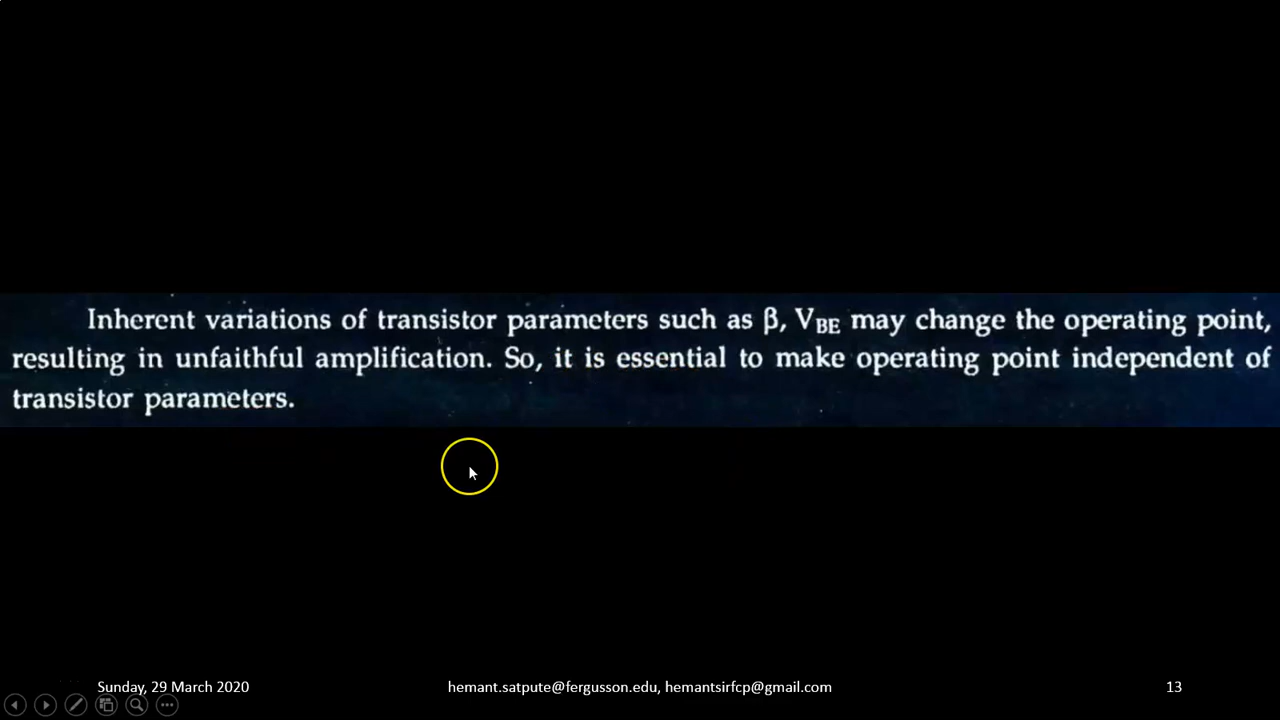 Inherent variations of transistor parameters such as β, VBE may change the operating point,
resulting in unfaithful amplification. So, it is essential to make operating point independent of
transistor parameters.
Sunday, 29 March 2020
hemant.satpute@fergusson.edu, hemantsirfcp@gmail.com
13